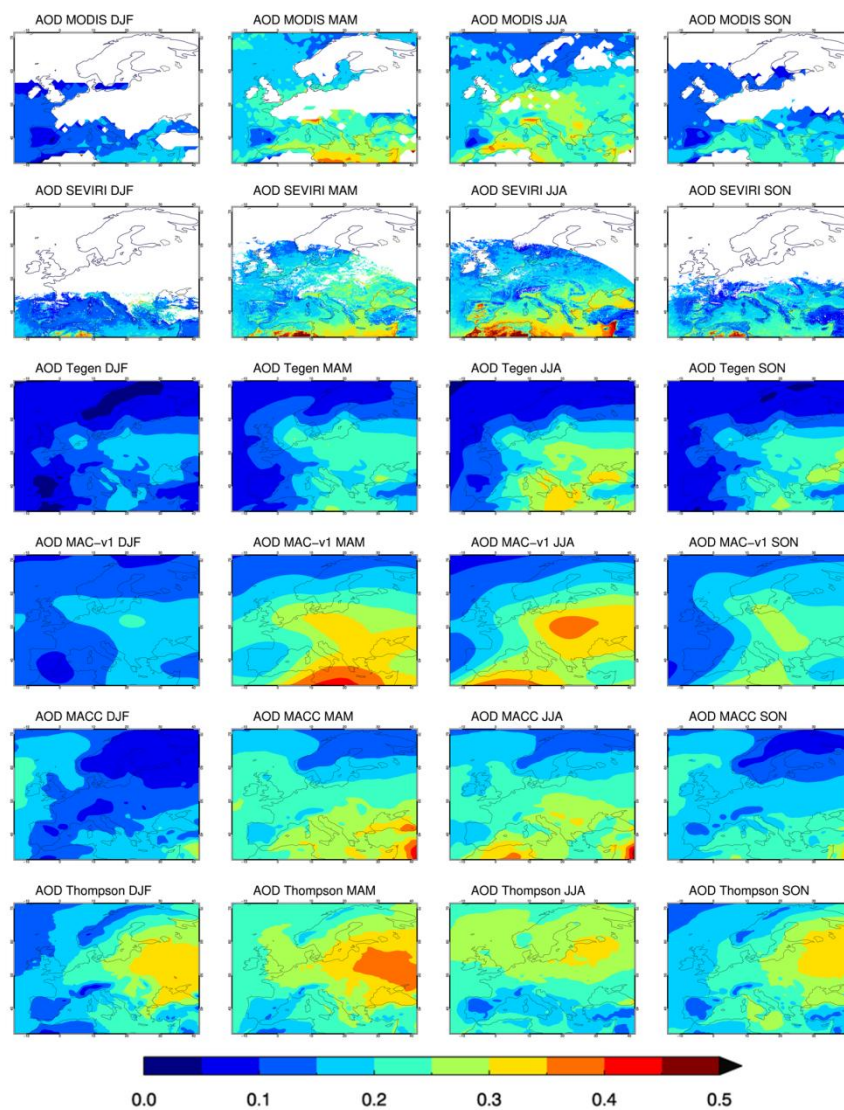 AOD MODIS DJF AOD MODIS MAM AOD MODIS JJA AOD MODIS SON
AOD SEVIRI DJF AOD SEVIRI MAM AOD SEVIRI JJA AOD SEVIRI SON
AOD Tegen DJF AOD Tegen MAM AOD Tegen JJA AOD Tegen SON
AOD MAC-v1 DJF AOD MAC-v1 MAM AOD MAC-v1 JJA AOD MAC-v1 SON
AOD MACC DJF AOD MACC MAM AOD MACC JJA AOD MACC SON
AOD Thompson DJF AOD Thompson MAM AOD Thompson JJA AOD Thompson SON
0.0 0.1 0.2 0.3 0.4 0.5